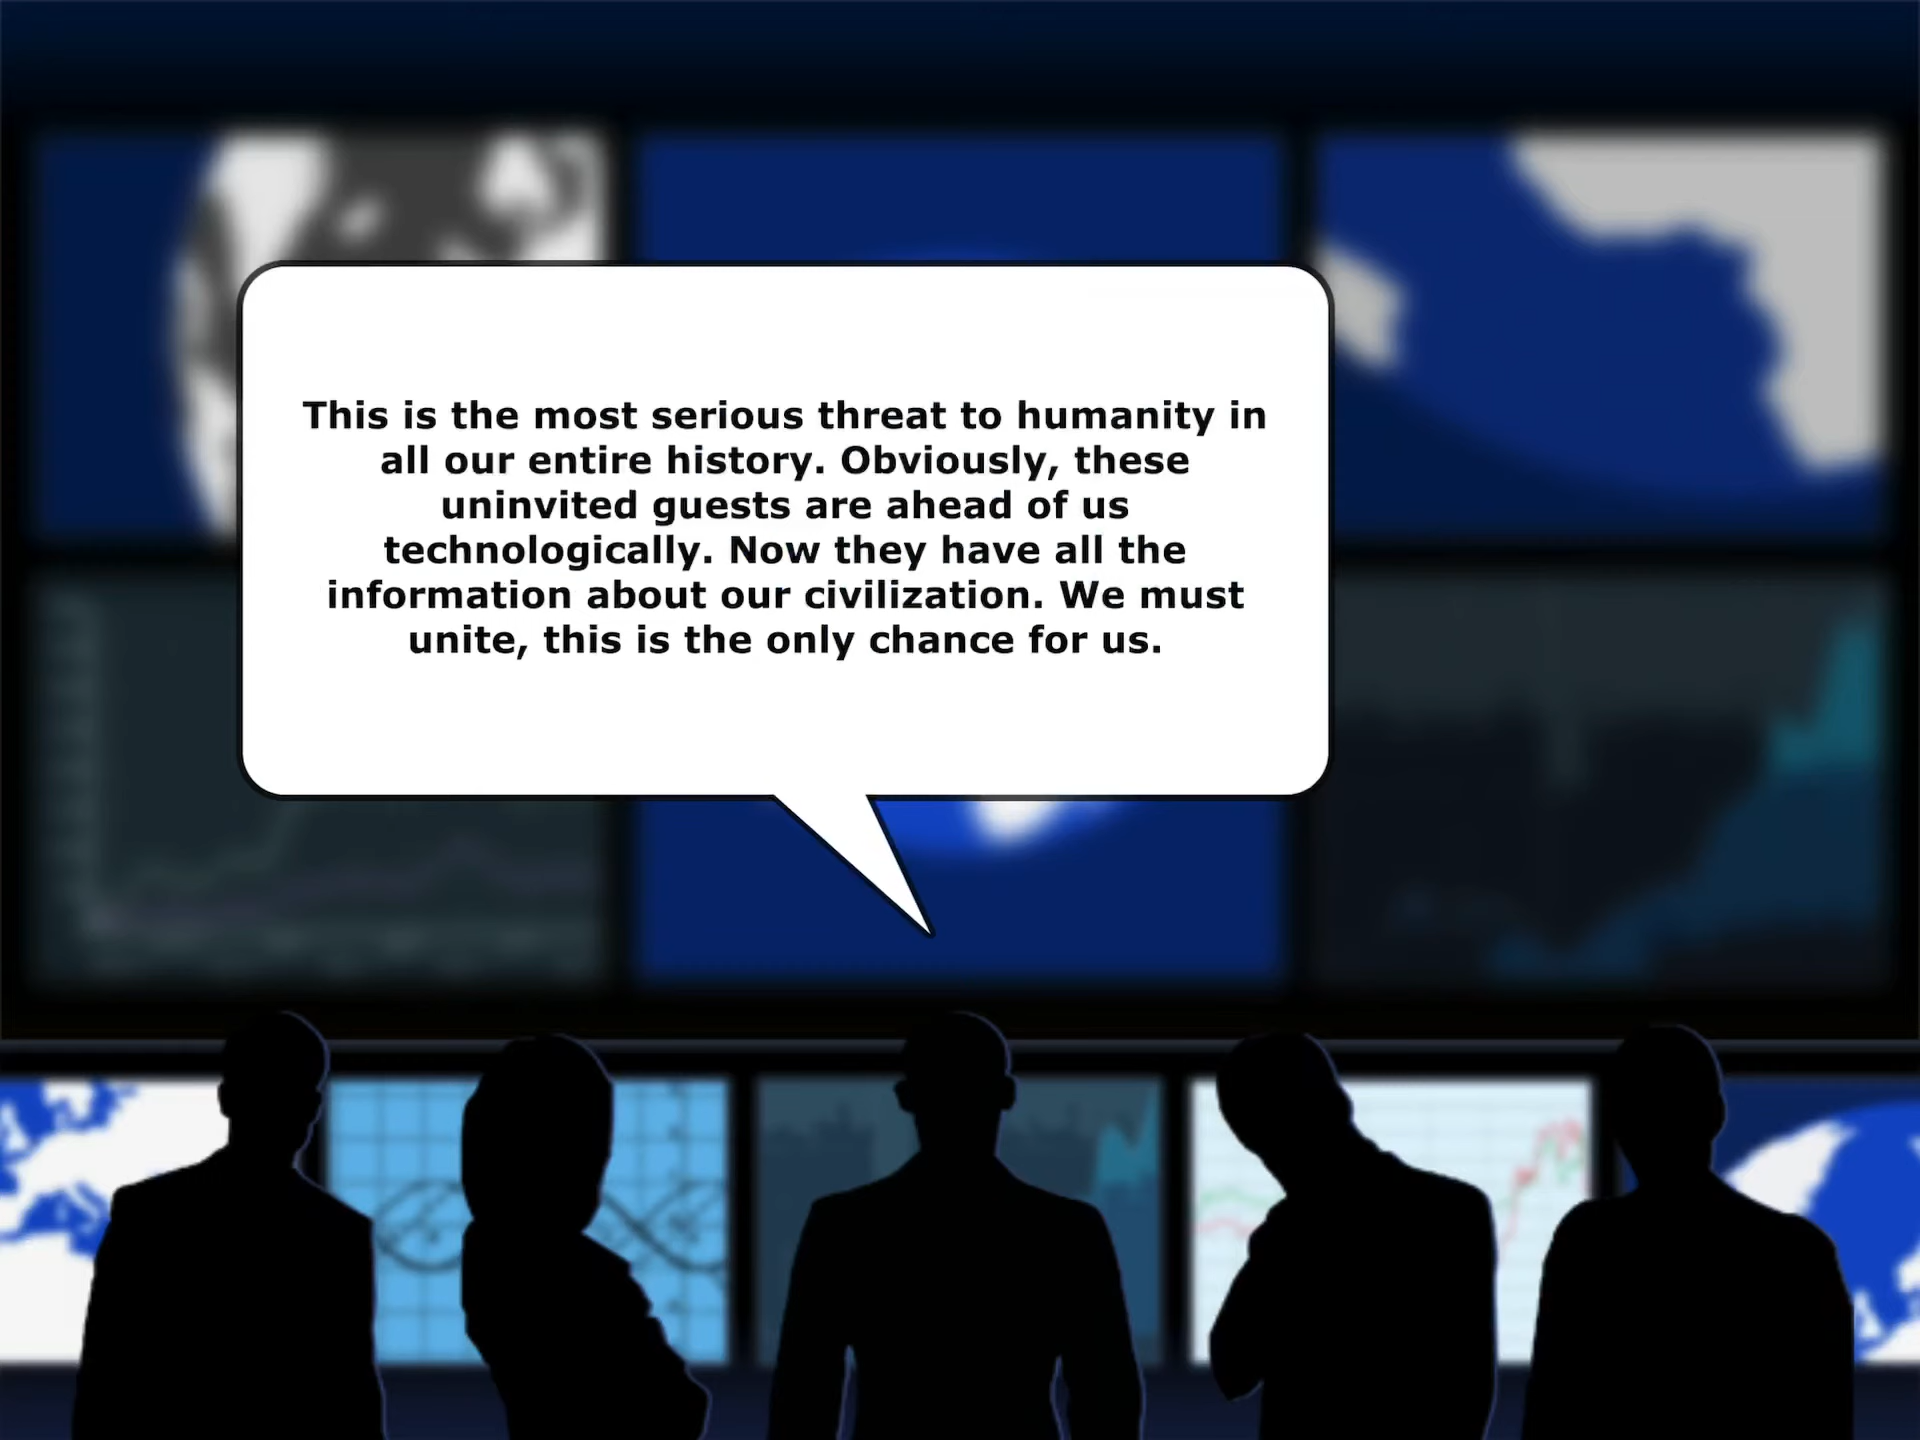 This is the most serious threat to humanity in
all our entire history. Obviously, these
uninvited guests are ahead of us
technologically. Now they have all the
information about our civilization. We must
unite, this is the only chance for us.